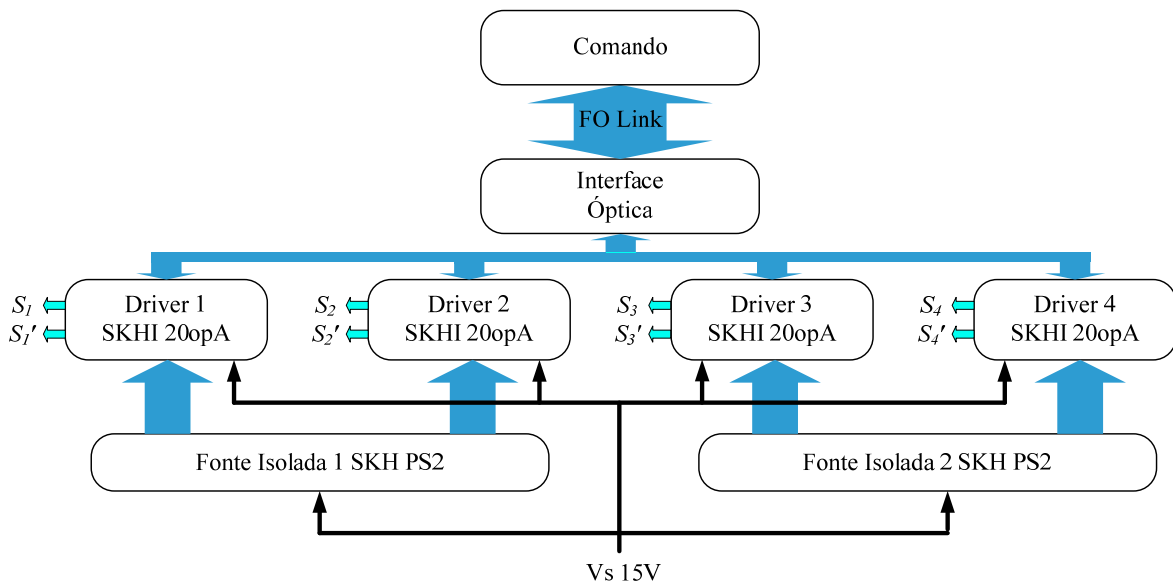 Comando
FO Link
Interface
Óptica
S1
S1'
Driver 1
SKHI 20opA
S2
S2'
Driver 2
SKHI 20opA
S3
S3'
Driver 3
SKHI 20opA
S4
S4'
Driver 4
SKHI 20opA
Fonte Isolada 1 SKH PS2
Fonte Isolada 2 SKH PS2
Vs 15V